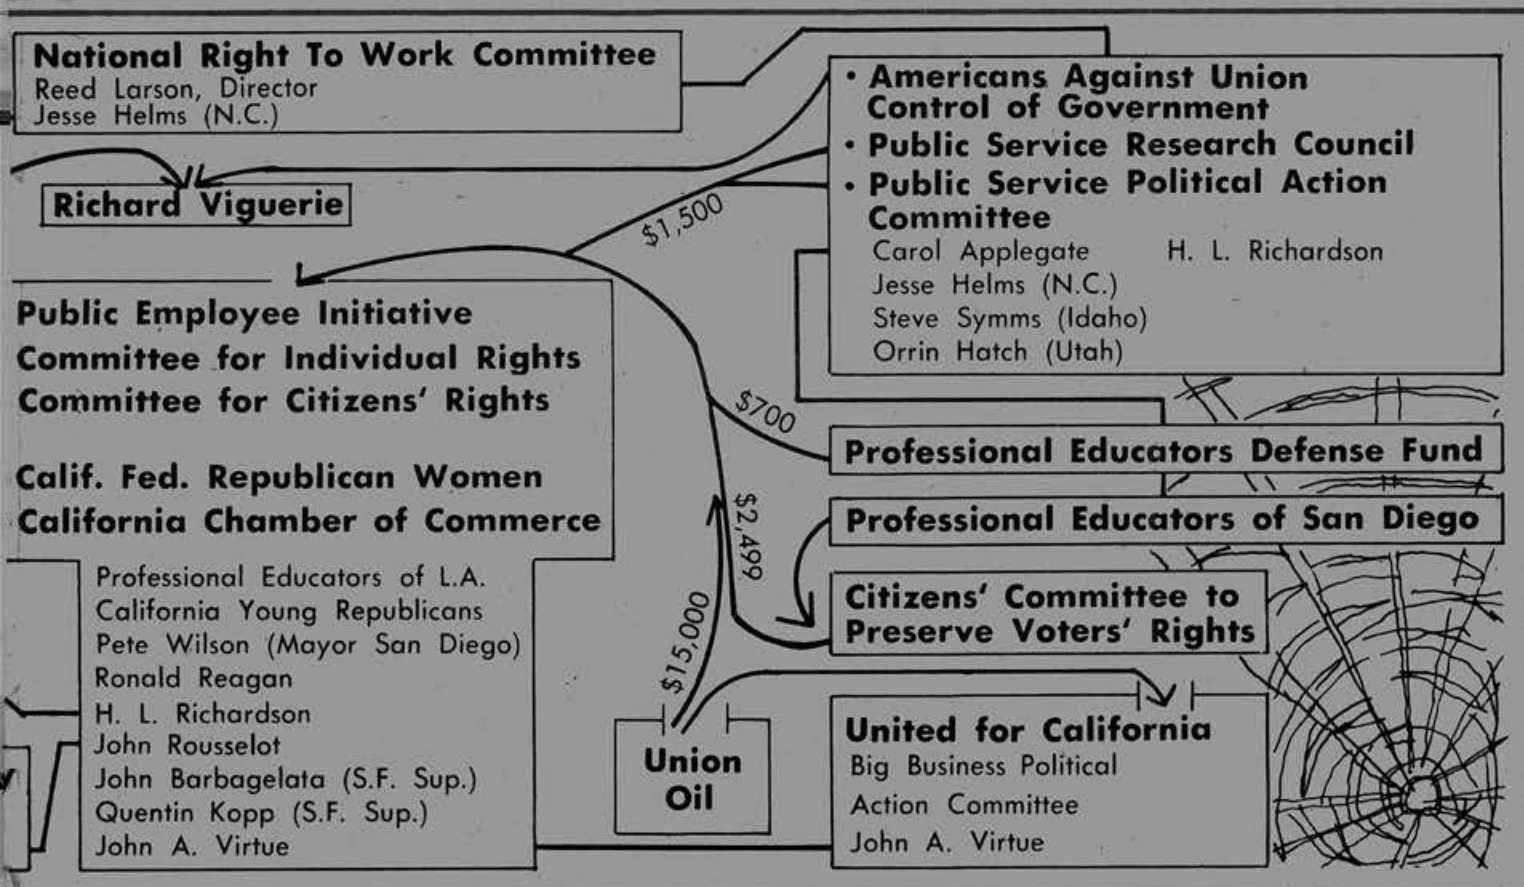 National Right To Work Committee
Reed Larson, Director
Jesse Helms (N.C.)
Richard Viguerie
• Americans Against Union
Control of Government
• Public Service Research Council
• Public Service Political Action
Committee
Carol Applegate H. L. Richardson
Jesse Helms (N.C.)
Steve Symms (Idaho)
Orrin Hatch (Utah)
$1,500
Public Employee Initiative
Committee for Individual Rights
Committee for Citizens' Rights
Calif. Fed. Republican Women
California Chamber of Commerce
Professional Educators of L.A.
California Young Republicans
Pete Wilson (Mayor San Diego)
Ronald Reagan
H. L. Richardson
John Rousselot
John Barbagelata (S.F. Sup.)
Quentin Kopp (S.F. Sup.)
John A. Virtue
$700
$2,499
$15,000
Professional Educators Defense Fund
Professional Educators of San Diego
Citizens' Committee to
Preserve Voters' Rights
Union
Oil
United for California
Big Business Political
Action Committee
John A. Virtue